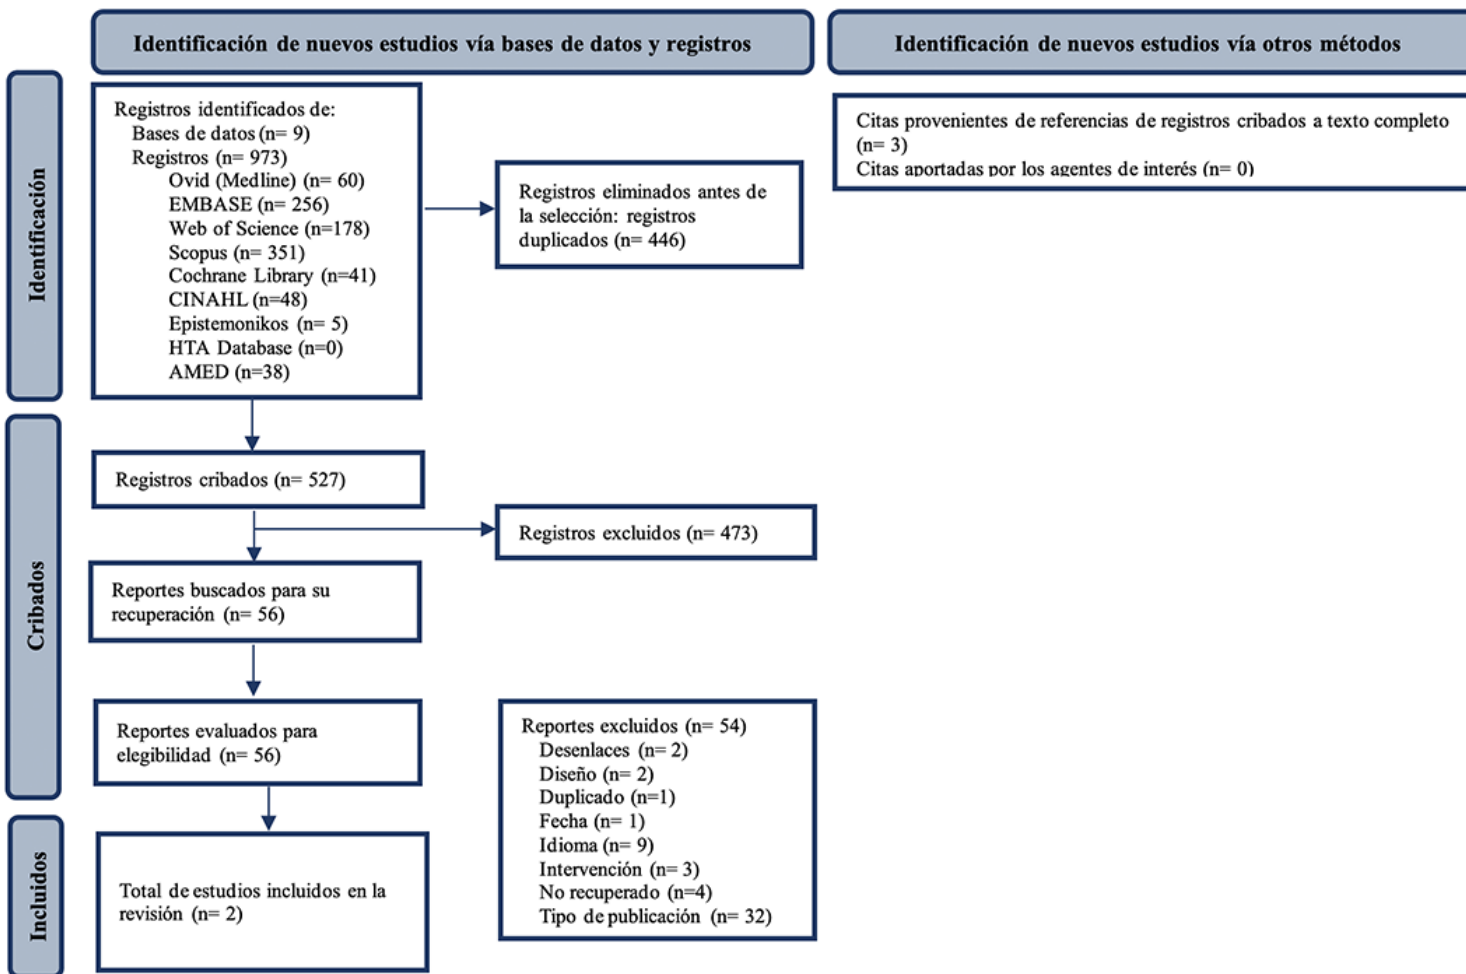 Identificación de nuevos estudios vía bases de datos y registros
Identificación de nuevos estudios vía otros métodos
Identificación
Registros identificados de:
Bases de datos (n= 9)
Registros (n= 973)
Ovid (Medline) (n= 60)
EMBASE (n= 256)
Web of Science (n=178)
Scopus (n= 351)
Cochrane Library (n=41)
CINAHL (n=48)
Epistemonikos (n= 5)
HTA Database (n=0)
AMED (n=38)
Registros eliminados antes de
la selección: registros
duplicados (n= 446)
Citas provenientes de referencias de registros cribados a texto completo
(n= 3)
Citas aportadas por los agentes de interés (n= 0)
Cribados
Registros cribados (n= 527)
Registros excluidos (n= 473)
Reportes buscados para su
recuperación (n= 56)
Reportes evaluados para
elegibilidad (n= 56)
Reportes excluidos (n= 54)
Desenlaces (n= 2)
Diseño (n= 2)
Duplicado (n=1)
Fecha (n= 1)
Idioma (n= 9)
Intervención (n= 3)
No recuperado (n=4)
Tipo de publicación (n= 32)
Incluidos
Total de estudios incluidos en la
revisión (n= 2)